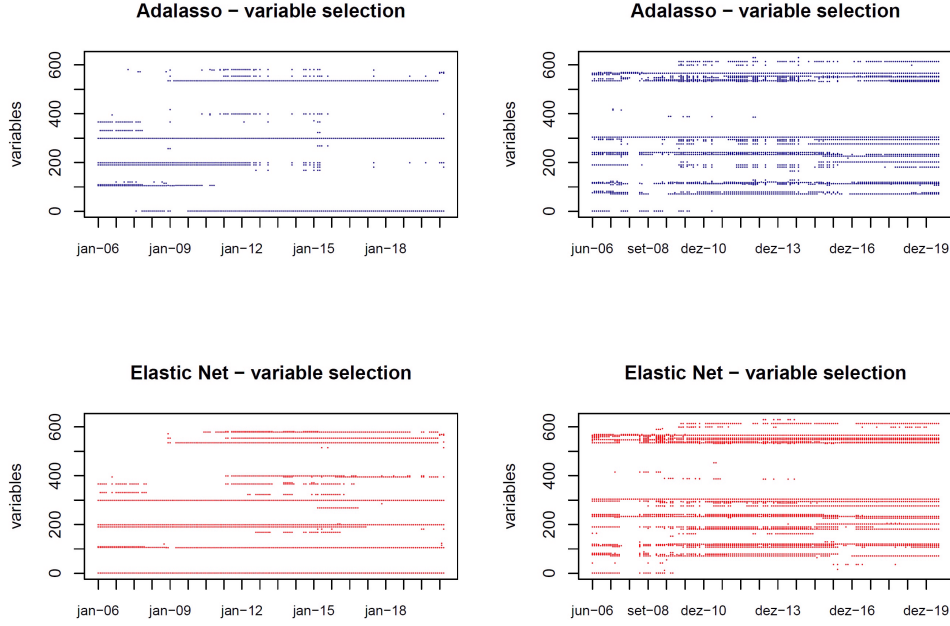 Adalasso − variable selection
variables
0 200 400 600
jan−06 jan−09 jan−12 jan−15 jan−18
Adalasso − variable selection
variables
0 200 400 600
jun−06 set−08 dez−10 dez−13 dez−16 dez−19
Elastic Net − variable selection
variables
0 200 400 600
jan−06 jan−09 jan−12 jan−15 jan−18
Elastic Net − variable selection
variables
0 200 400 600
jun−06 set−08 dez−10 dez−13 dez−16 dez−19